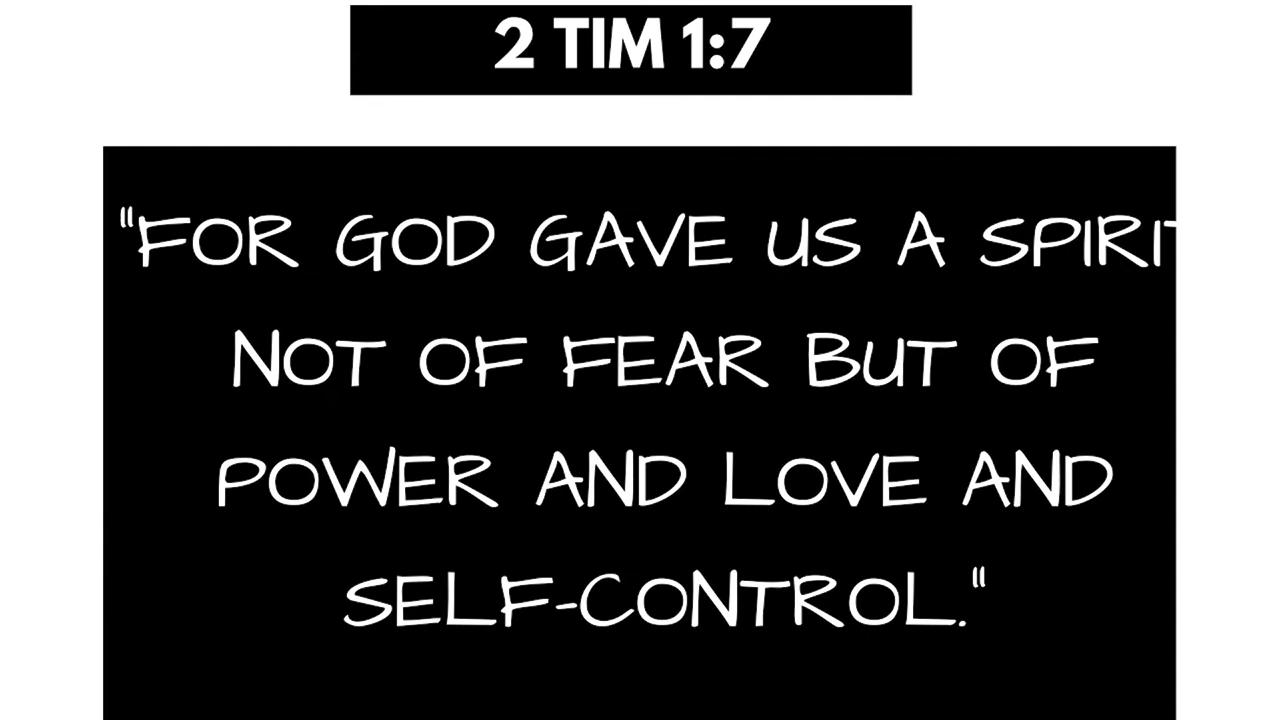 2 TIM 1:7
"FOR GOD GAVE US A SPIRIT
NOT OF FEAR BUT OF
POWER AND LOVE AND
SELF-CONTROL."